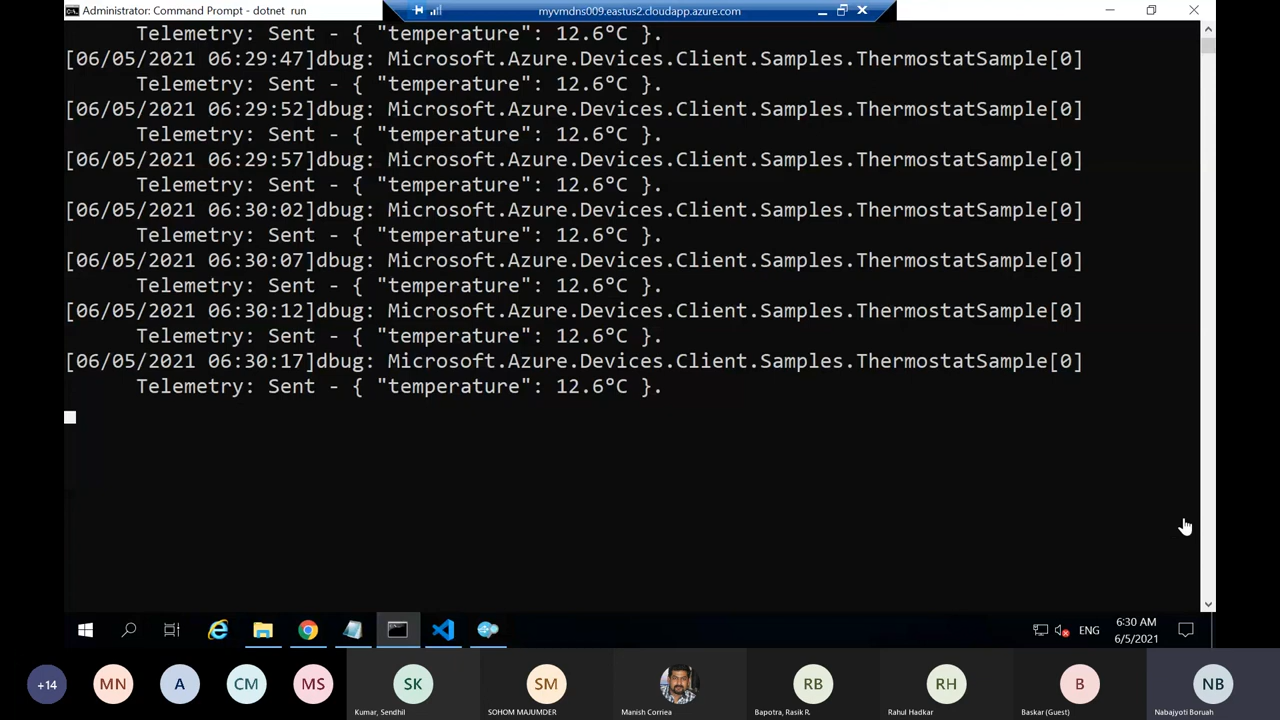 Administrator: Command Prompt - dotnet run
myvmdns009.eastus2.cloudapp.azure.com
Telemetry: Sent - { "temperature": 12.6°C }.
[06/05/2021 06:29:47]dbug: Microsoft.Azure.Devices.Client.Samples.ThermostatSample[0]
Telemetry: Sent - { "temperature": 12.6°C }.
[06/05/2021 06:29:52]dbug: Microsoft.Azure.Devices.Client.Samples.ThermostatSample[0]
Telemetry: Sent - { "temperature": 12.6°C }.
[06/05/2021 06:29:57]dbug: Microsoft.Azure.Devices.Client.Samples.ThermostatSample[0]
Telemetry: Sent - { "temperature": 12.6°C }.
[06/05/2021 06:30:02]dbug: Microsoft.Azure.Devices.Client.Samples.ThermostatSample[0]
Telemetry: Sent - { "temperature": 12.6°C }.
[06/05/2021 06:30:07]dbug: Microsoft.Azure.Devices.Client.Samples.ThermostatSample[0]
Telemetry: Sent - { "temperature": 12.6°C }.
[06/05/2021 06:30:12]dbug: Microsoft.Azure.Devices.Client.Samples.ThermostatSample[0]
Telemetry: Sent - { "temperature": 12.6°C }.
[06/05/2021 06:30:17]dbug: Microsoft.Azure.Devices.Client.Samples.ThermostatSample[0]
Telemetry: Sent - { "temperature": 12.6°C }.
ENG
6:30 AM
6/5/2021
+14 MN A CM MS SK SM RB RH B NB
Kumar, Sendhil SOHOM MAJUMDER Manish Correia Bapotra, Rasik R. Rahul Hadkar Baskar (Guest) Nabajyoti Boruah